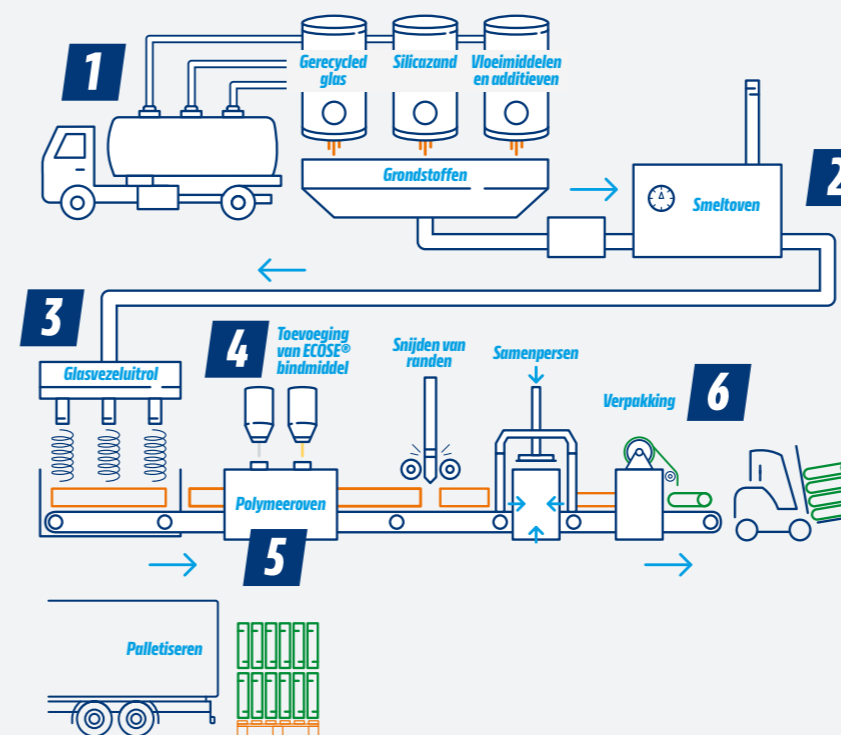 1
Gerecycled
glas
Silicazand
Vloeimiddelen
en additieven
Grondstoffen
2
Smeltoven
3
Glasvezeluitrol
4
Toevoeging
van ECOSE®
bindmiddel
Snijden van
randen
Samenpersen
Verpakking
6
Polymeeroven
5
Palletiseren